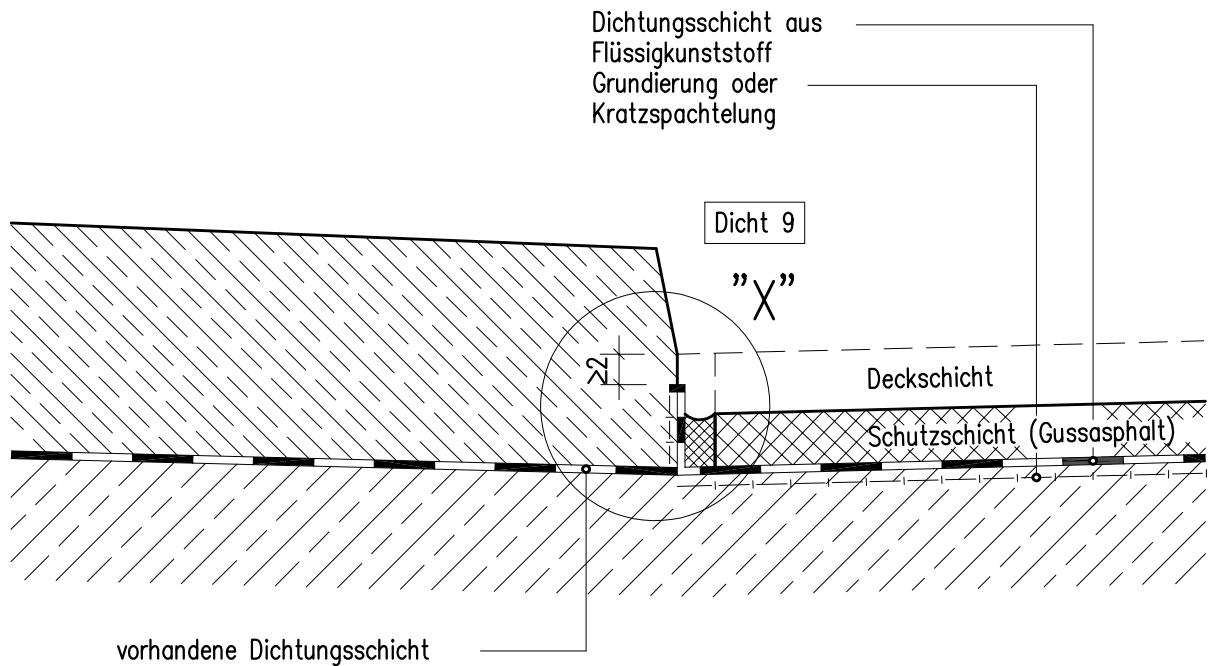 Dichtungsschicht aus
Flüssigkunststoff
Grundierung oder
Kratzspachtelung
Dicht 9
"X"
≥2
Deckschicht
Schutzschicht (Gussasphalt)
vorhandene Dichtungsschicht